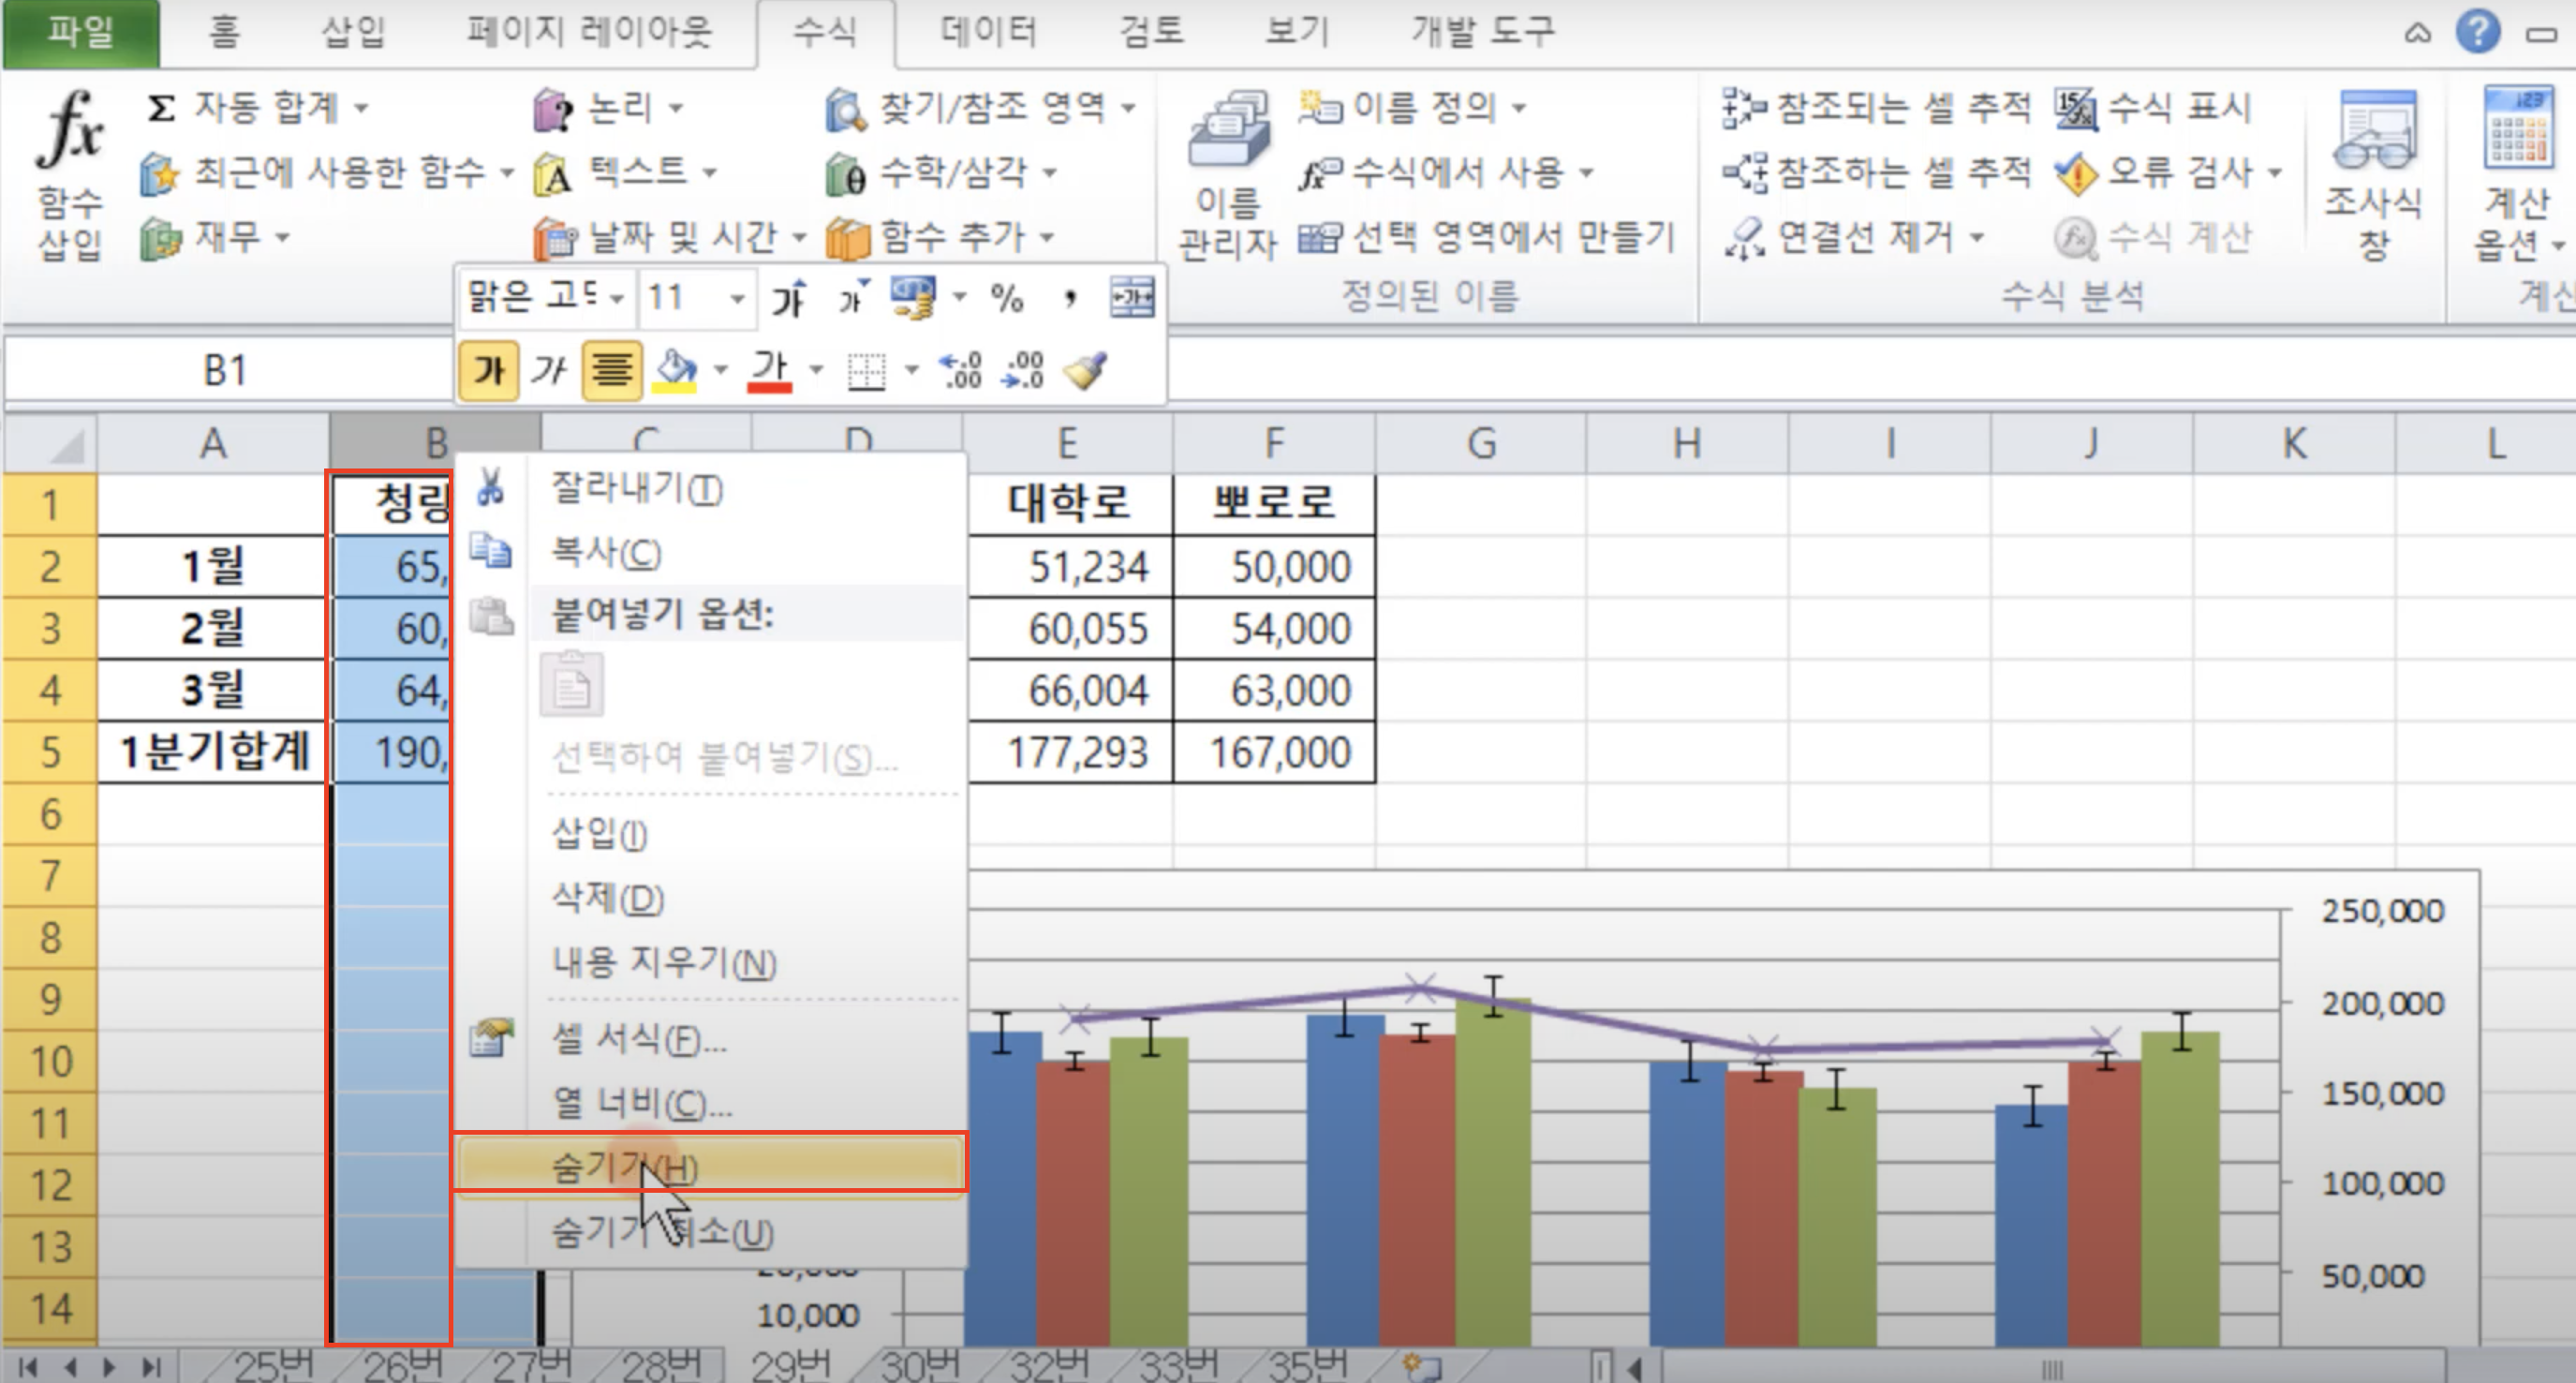 파일 홈 삽입 페이지 레이아웃 수식 데이터 검토 보기 개발 도구
fx 함수 삽입
Σ 자동 합계
최근에 사용한 함수
재무
논리
텍스트
날짜 및 시간
찾기/참조 영역
수학/삼각
함수 추가
이름 관리자
이름 정의
수식에서 사용
선택 영역에서 만들기
정의된 이름
참조되는 셀 추적
참조하는 셀 추적
연결선 제거
수식 표시
오류 검사
수식 계산
수식 분석
조사식 창
계산 옵션
맑은 고 11 가 가 % ,
B1
가 가 가 .0 .00 .00 .0
A B C D E F G H I J K L
1 청량 대학로 뽀로로
2 1월 65, 51,234 50,000
3 2월 60, 60,055 54,000
4 3월 64, 66,004 63,000
5 1분기합계 190, 177,293 167,000
6
7
8
9
10
11
12
13
14
잘라내기(T)
복사(C)
붙여넣기 옵션:
선택하여 붙여넣기(S)...
삽입(I)
삭제(D)
내용 지우기(N)
셀 서식(F)...
열 너비(C)...
숨기기(H)
숨기기 취소(U)
250,000
200,000
150,000
100,000
50,000
10,000
25번 26번 27번 28번 29번 30번 32번 33번 35번